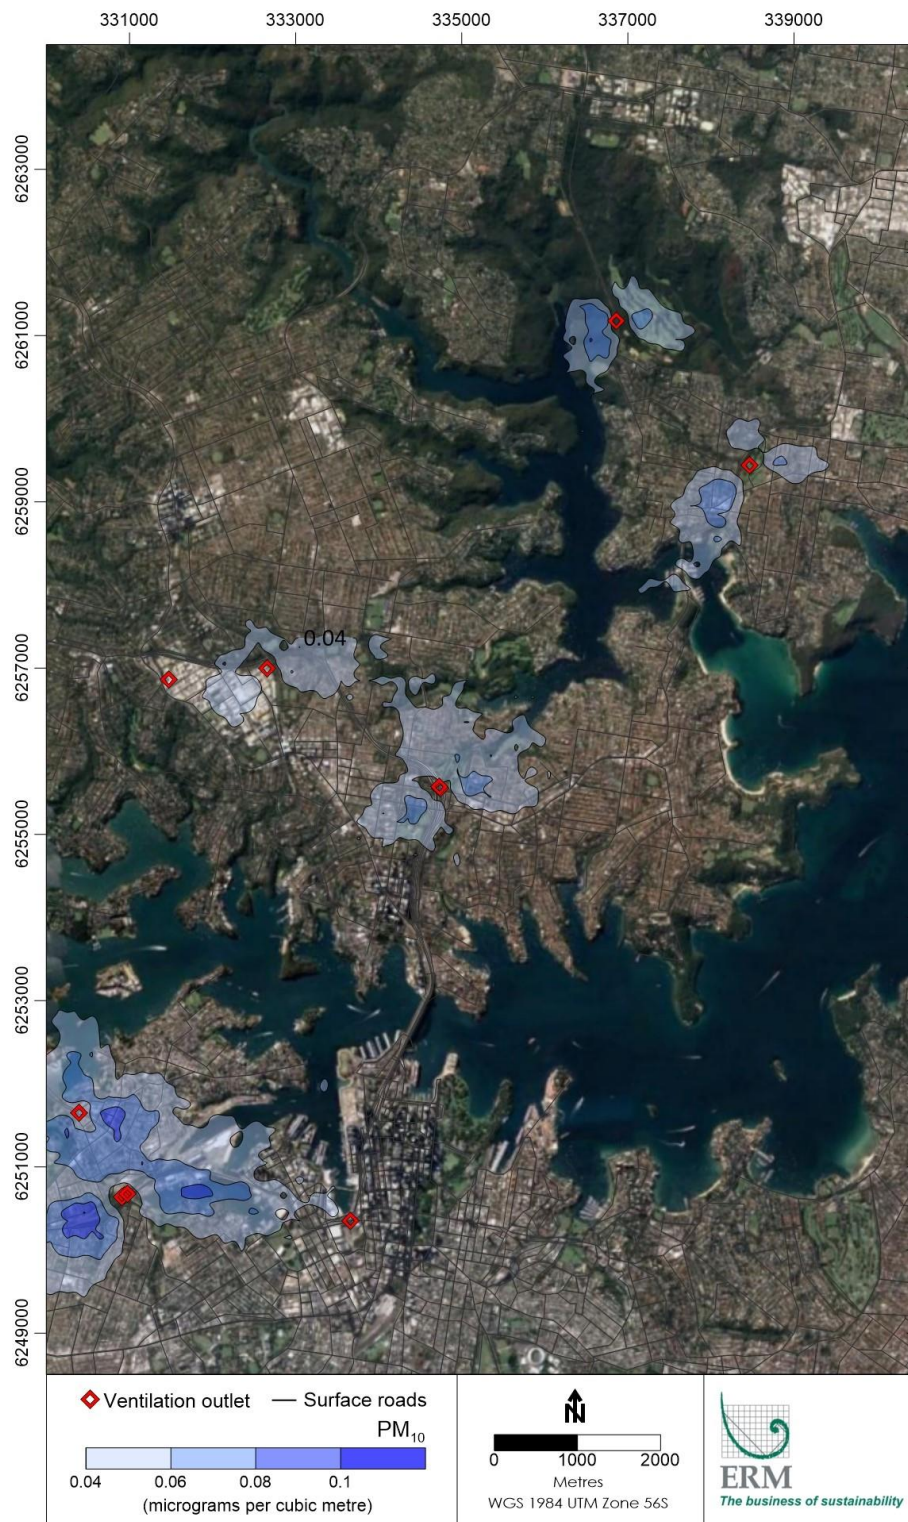 331000 333000 335000 337000 339000
6263000
6261000
6259000
6257000
0.04
6255000
6253000
6251000
6249000
Ventilation outlet Surface roads
PM10
0.04 0.06 0.08 0.1
(micrograms per cubic metre)
N
0 1000 2000
Metres
WGS 1984 UTM Zone 56S
ERM
The business of sustainability